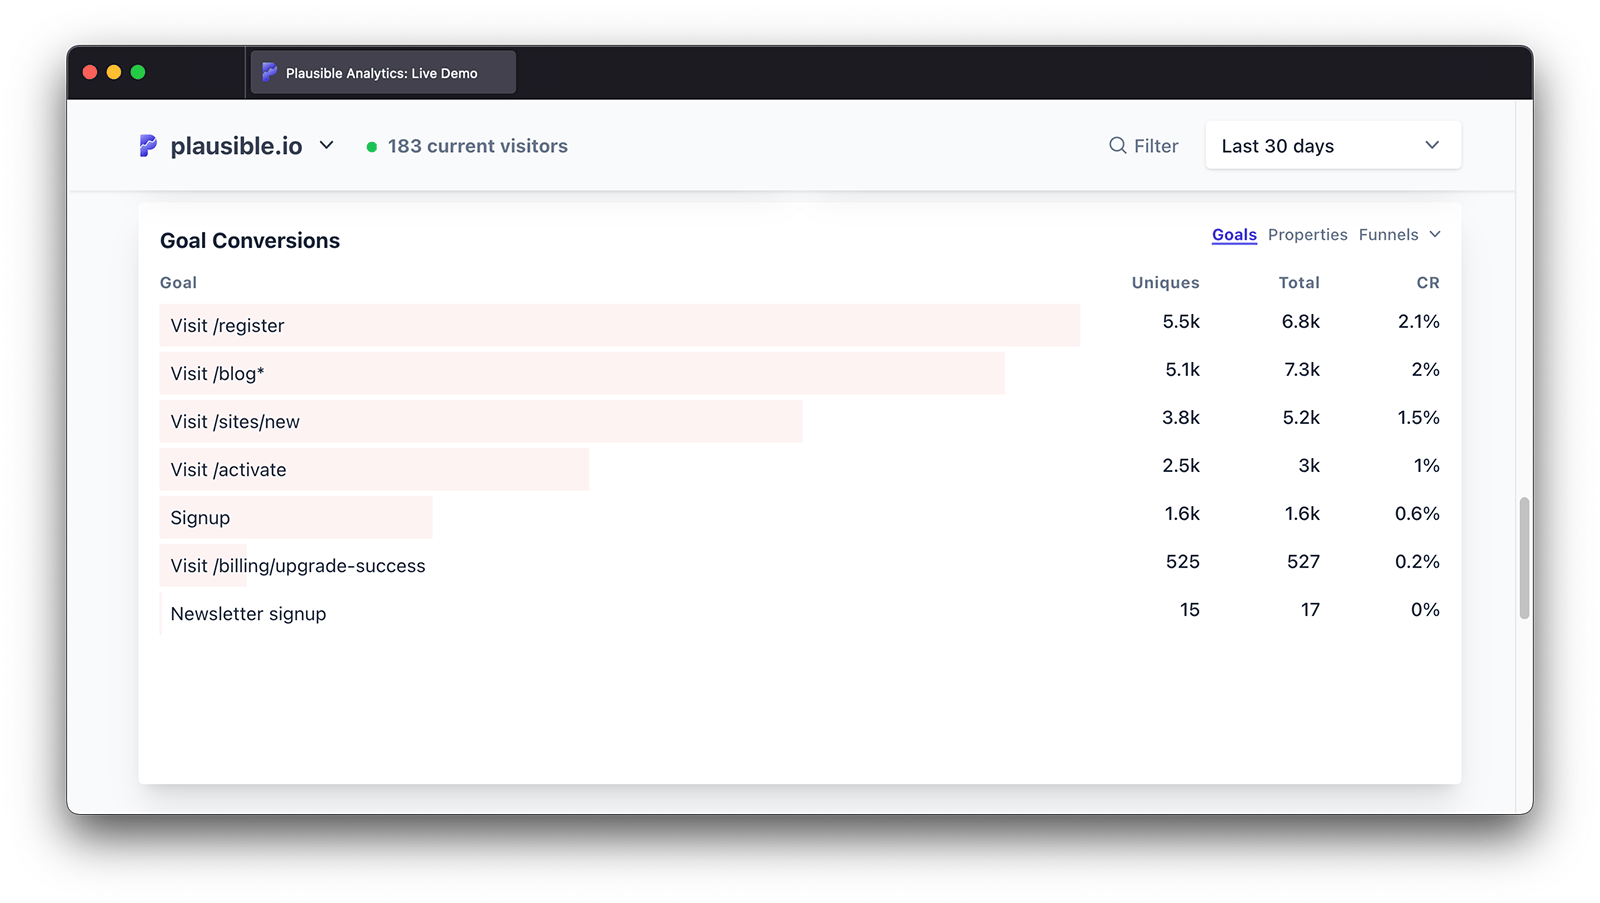 Plausible Analytics: Live Demo
plausible.io 183 current visitors Filter Last 30 days
Goal Conversions Goals Properties Funnels
Goal Uniques Total CR
Visit /register 5.5k 6.8k 2.1%
Visit /blog* 5.1k 7.3k 2%
Visit /sites/new 3.8k 5.2k 1.5%
Visit /activate 2.5k 3k 1%
Signup 1.6k 1.6k 0.6%
Visit /billing/upgrade-success 525 527 0.2%
Newsletter signup 15 17 0%